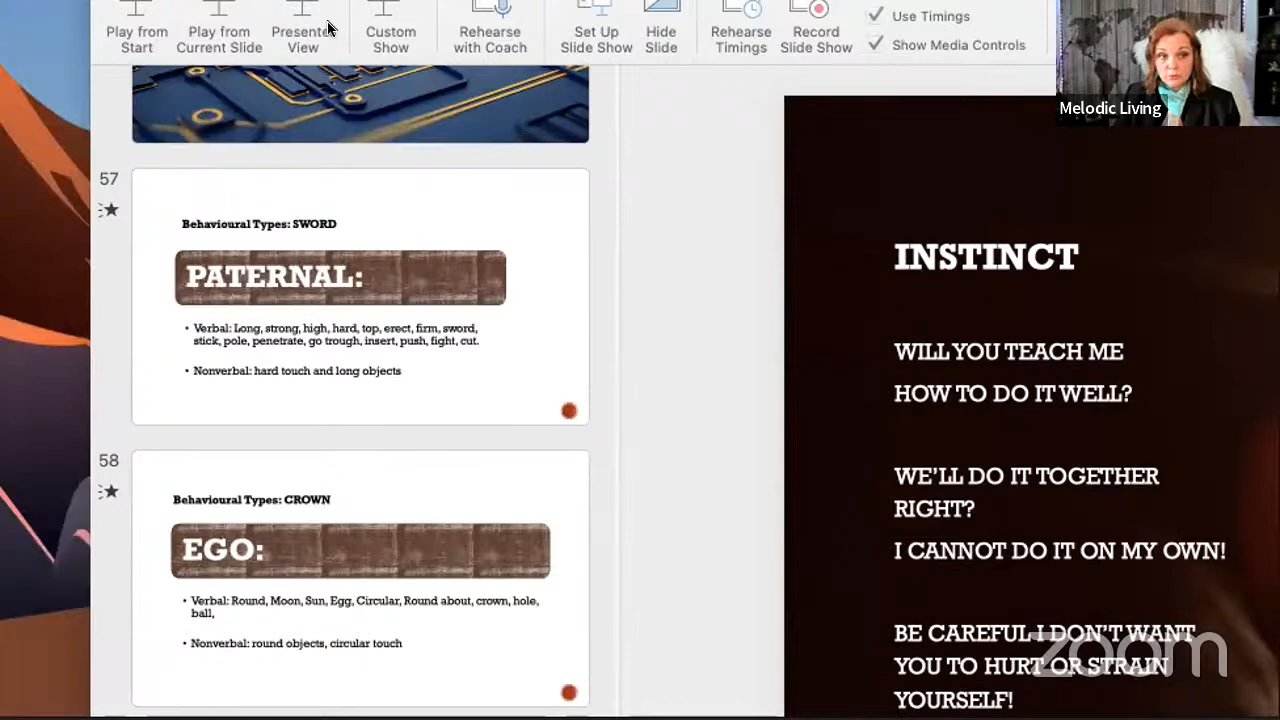 Play from
Start
Play from
Current Slide
Presenter
View
Custom
Show
Rehearse
with Coach
Set Up
Slide Show
Hide
Slide
Rehearse
Timings
Record
Slide Show
Use Timings
Show Media Controls
Melodic Living
57
Behavioural Types: SWORD
PATERNAL:
• Verbal: Long, strong, high, hard, top, erect, firm, sword,
stick, pole, penetrate, go trough, insert, push, fight, cut.
• Nonverbal: hard touch and long objects
58
Behavioural Types: CROWN
EGO:
• Verbal: Round, Moon, Sun, Egg, Circular, Round about, crown, hole,
ball,
• Nonverbal: round objects, circular touch
INSTINCT
WILL YOU TEACH ME
HOW TO DO IT WELL?
WE'LL DO IT TOGETHER
RIGHT?
I CANNOT DO IT ON MY OWN!
BE CAREFUL I DON'T WANT
YOU TO HURT OR STRAIN
YOURSELF!
zoom